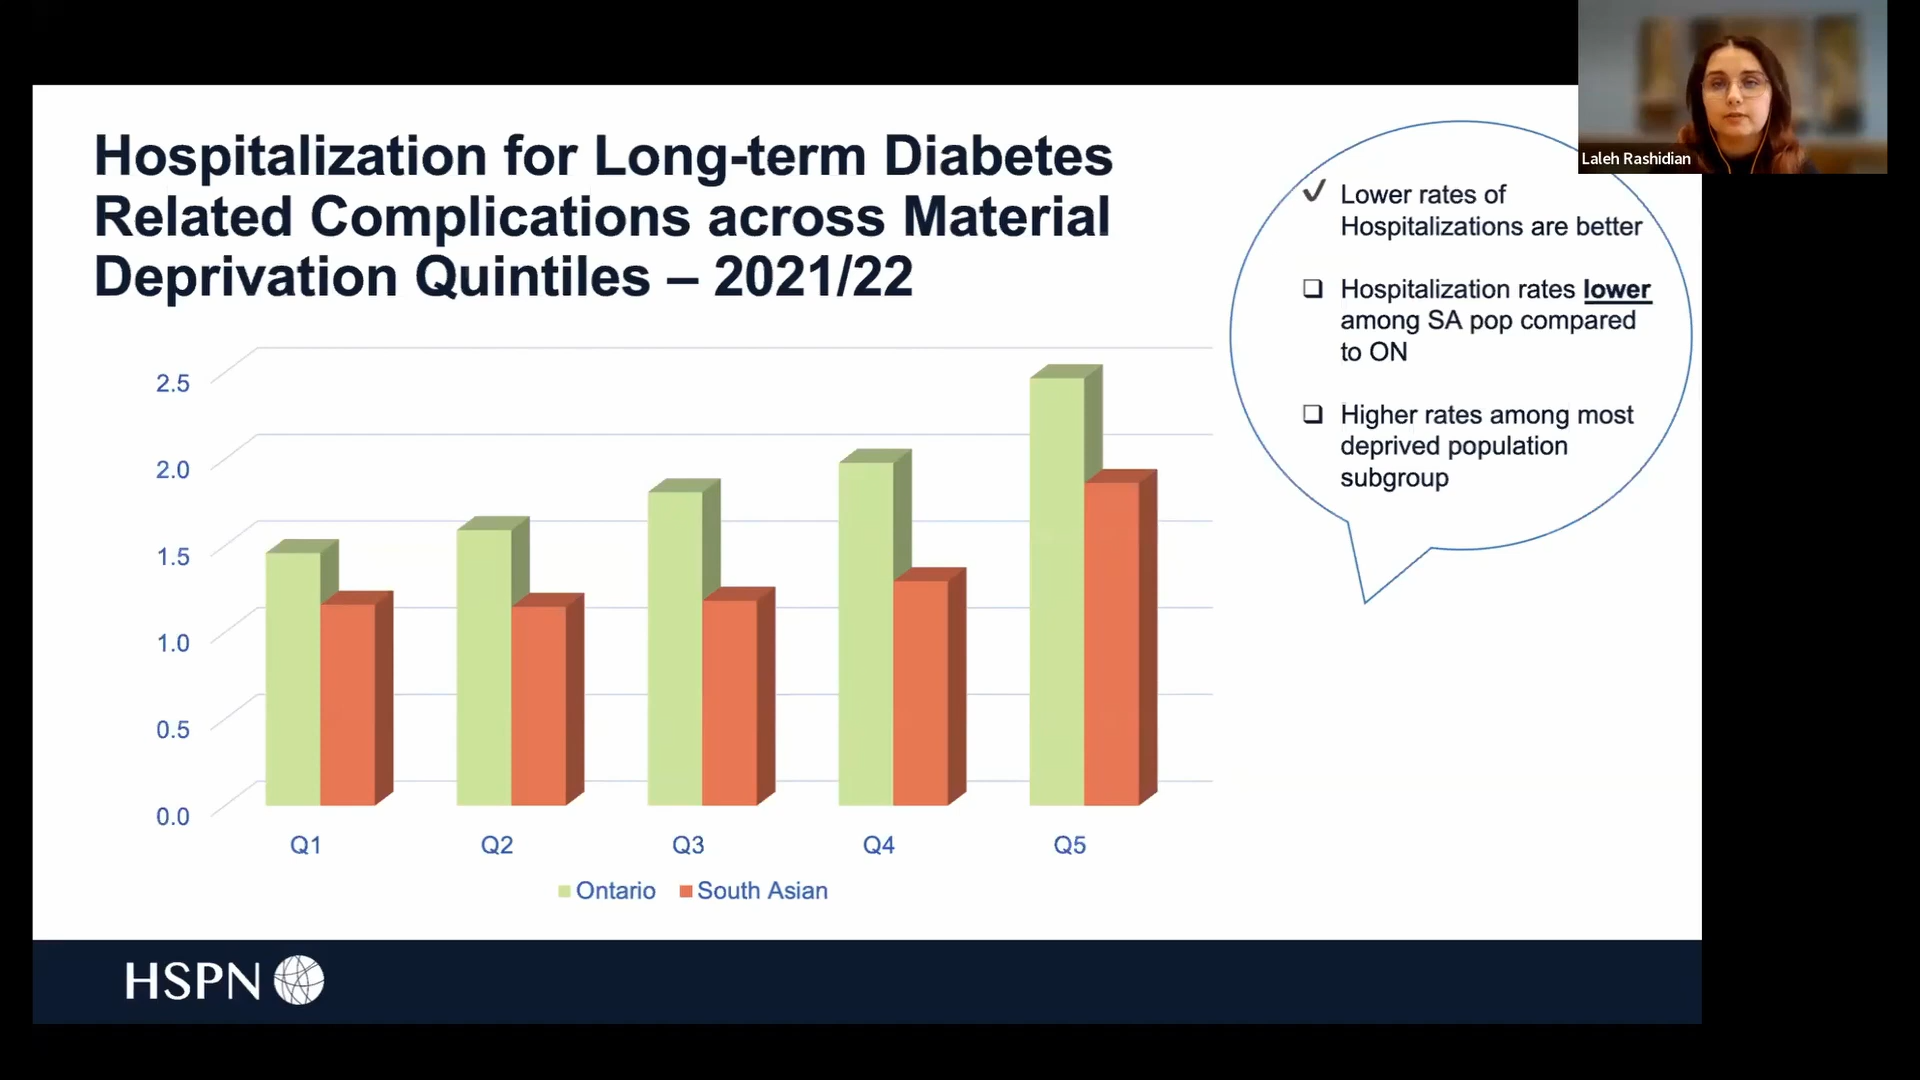 Hospitalization for Long-term Diabetes
Related Complications across Material
Deprivation Quintiles – 2021/22
Laleh Rashidian
✓ Lower rates of
Hospitalizations are better
❑ Hospitalization rates lower
among SA pop compared
to ON
❑ Higher rates among most
deprived population
subgroup
2.5
2.0
1.5
1.0
0.5
0.0
Q1 Q2 Q3 Q4 Q5
Ontario South Asian
HSPN